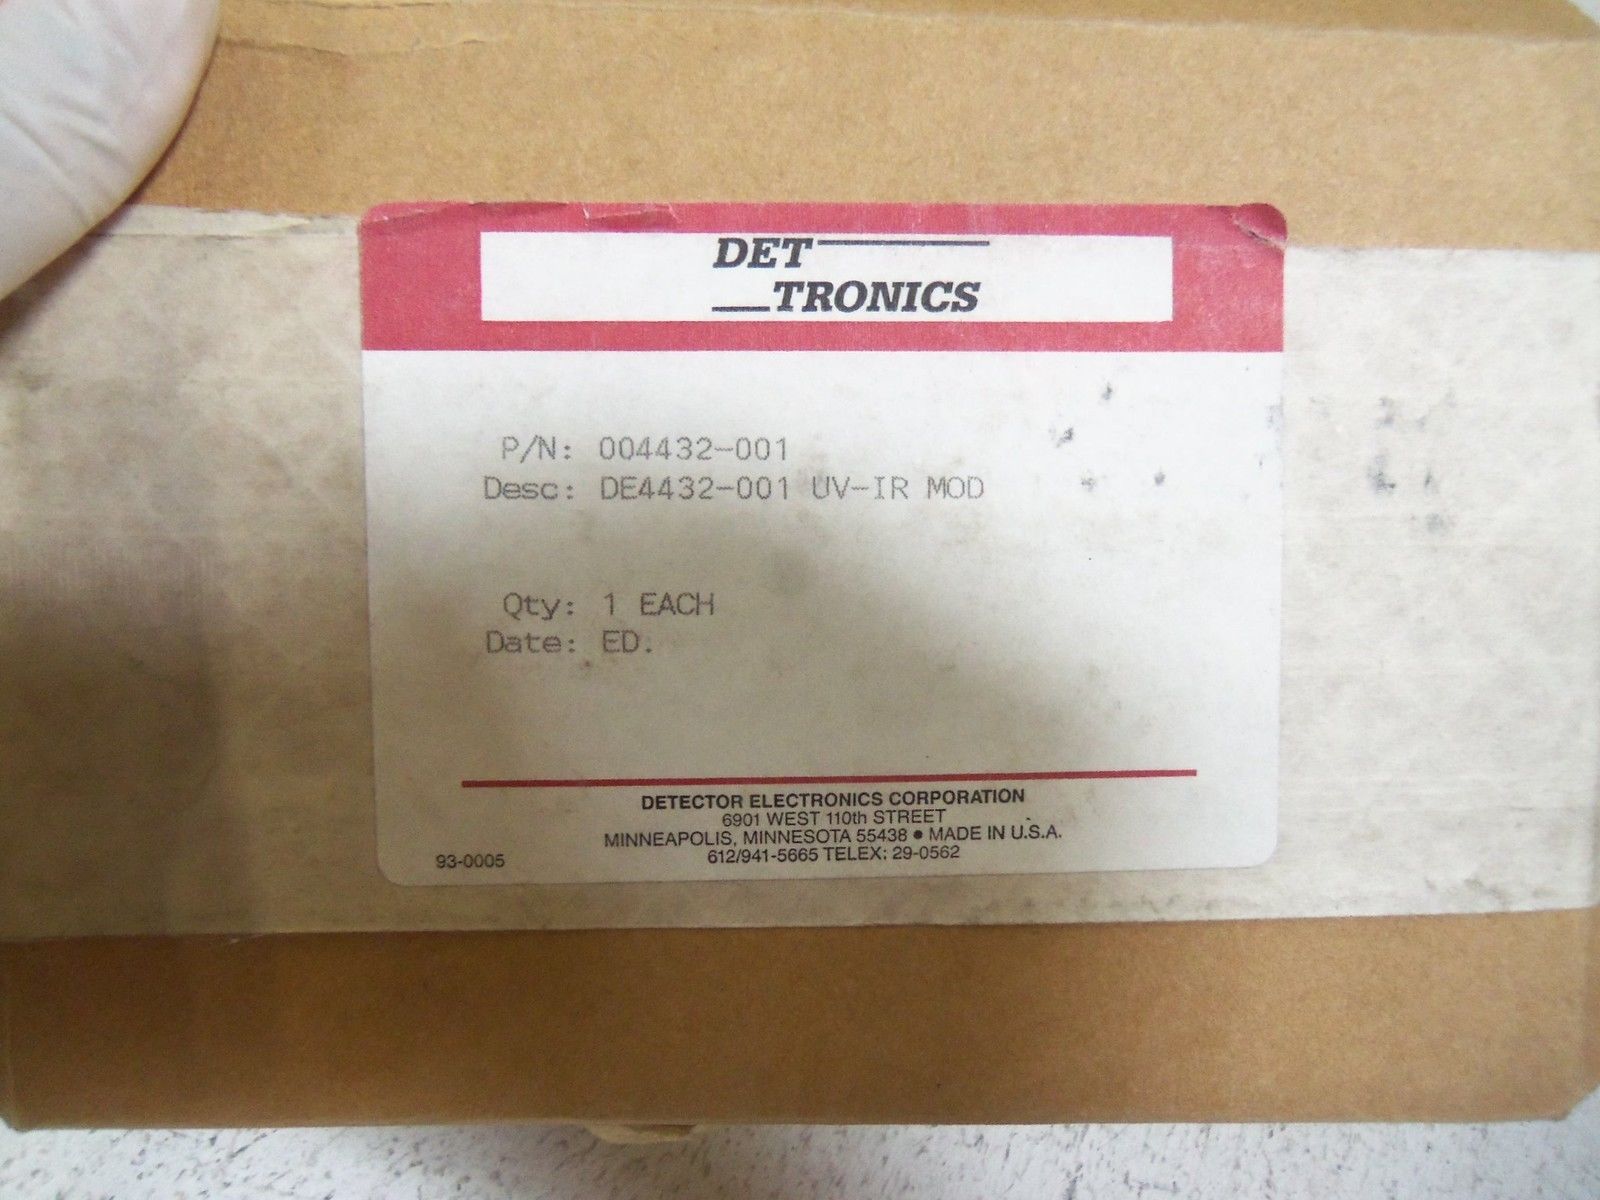 DET
TRONICS
P/N: 004432-001
Desc: DE4432-001 UV-IR MOD
Qty: 1 EACH
Date: ED.
DETECTOR ELECTRONICS CORPORATION
6901 WEST 110th STREET
MINNEAPOLIS, MINNESOTA 55438 ● MADE IN U.S.A.
612/941-5665 TELEX: 29-0562
93-0005